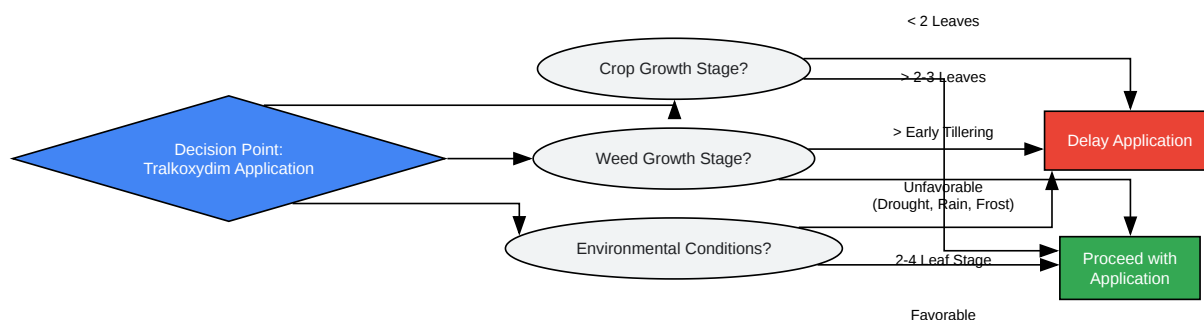 < 2 Leaves
Crop Growth Stage?
> 2-3 Leaves
Decision Point:
Tralkoxydim Application
Weed Growth Stage?
> Early Tillering
Delay Application
Unfavorable
(Drought, Rain, Frost)
Environmental Conditions?
2-4 Leaf Stage
Proceed with
Application
Favorable